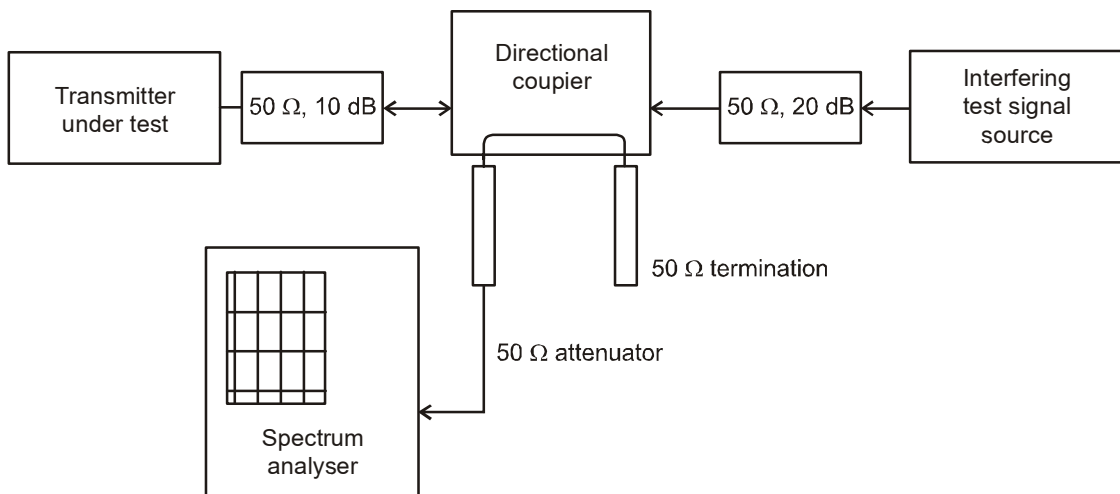 Transmitter
under test
50 Ω, 10 dB
Directional
coupier
50 Ω, 20 dB
Interfering
test signal
source
50 Ω termination
50 Ω attenuator
Spectrum
analyser